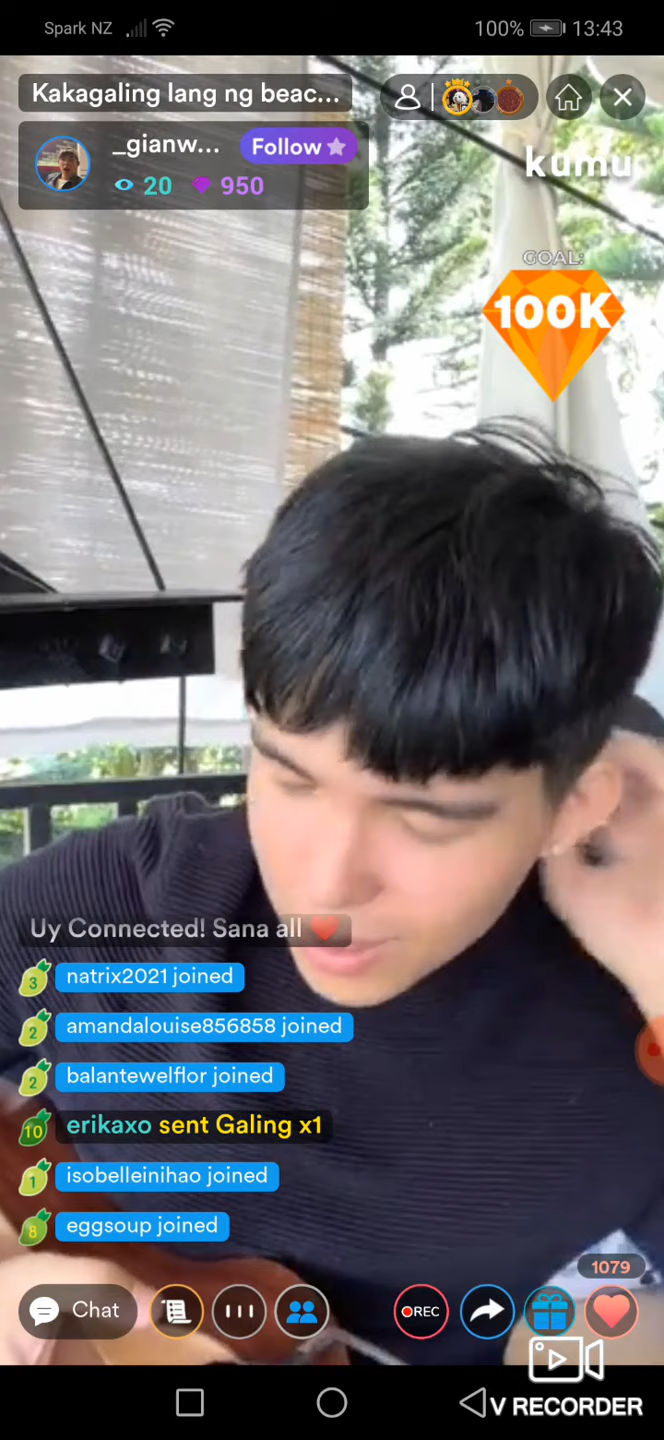 Spark NZ
100%
13:43
Kakagaling lang ng beac...
_gianw...
Follow
20
950
kumu
GOAL:
100K
Uy Connected! Sana all ❤️
3 natrix2021 joined
2 amandalouise856858 joined
2 balantewelflor joined
10 erikaxo sent Galing x1
1 isobelleinihao joined
8 eggsoup joined
1079
Chat
REC
V RECORDER